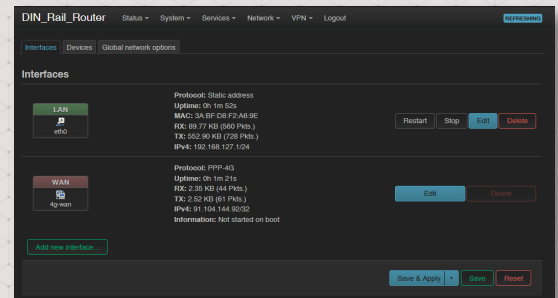 DIN_Rail_Router Status System Services Network VPN Logout REFRESHING
Interfaces Devices Global network options
Interfaces
LAN
eth0
Protocol: Static address
Uptime: 0h 1m 52s
MAC: 3A:BF:D8:F2:A6:9E
RX: 89.77 KB (560 Pkts.)
TX: 552.90 KB (728 Pkts.)
IPv4: 192.168.127.1/24
Restart Stop Edit Delete
WAN
4g-wan
Protocol: PPP-4G
Uptime: 0h 1m 21s
RX: 2.35 KB (44 Pkts.)
TX: 2.52 KB (61 Pkts.)
IPv4: 91.104.144.92/32
Information: Not started on boot
Edit Delete
Add new interface...
Save & Apply Save Reset